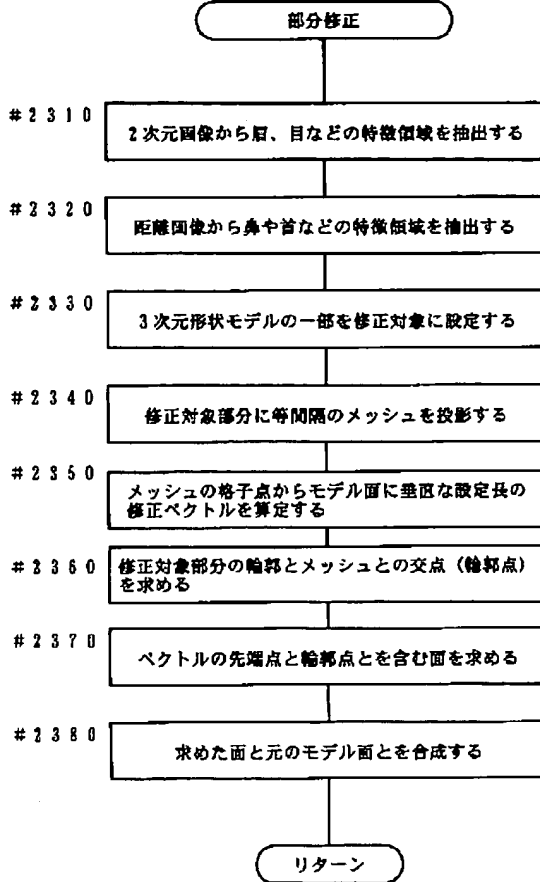 部分修正
#2310
2次元画像から眉、目などの特徴領域を抽出する
#2320
距離画像から鼻や首などの特徴領域を抽出する
#2330
3次元形状モデルの一部を修正対象に設定する
#2340
修正対象部分に等間隔のメッシュを投影する
#2350
メッシュの格子点からモデル面に垂直な設定長の
修正ベクトルを算定する
#2360
修正対象部分の輪郭とメッシュとの交点（輪郭点）
を求める
#2370
ベクトルの先端点と輪郭点とを含む面を求める
#2380
求めた面と元のモデル面とを合成する
リターン